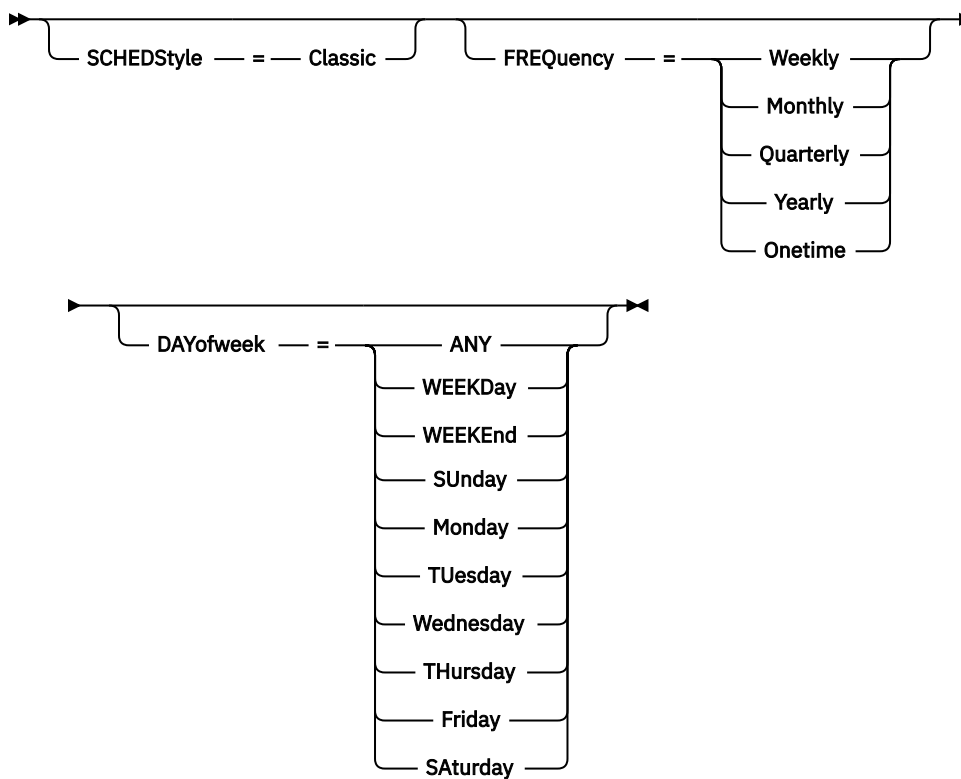 SCHEDStyle = Classic FREQuency = Weekly
Monthly
Quarterly
Yearly
Onetime
DAYofweek = ANY
WEEKDay
WEEKEnd
SUnday
Monday
TUesday
Wednesday
THursday
Friday
SAturday